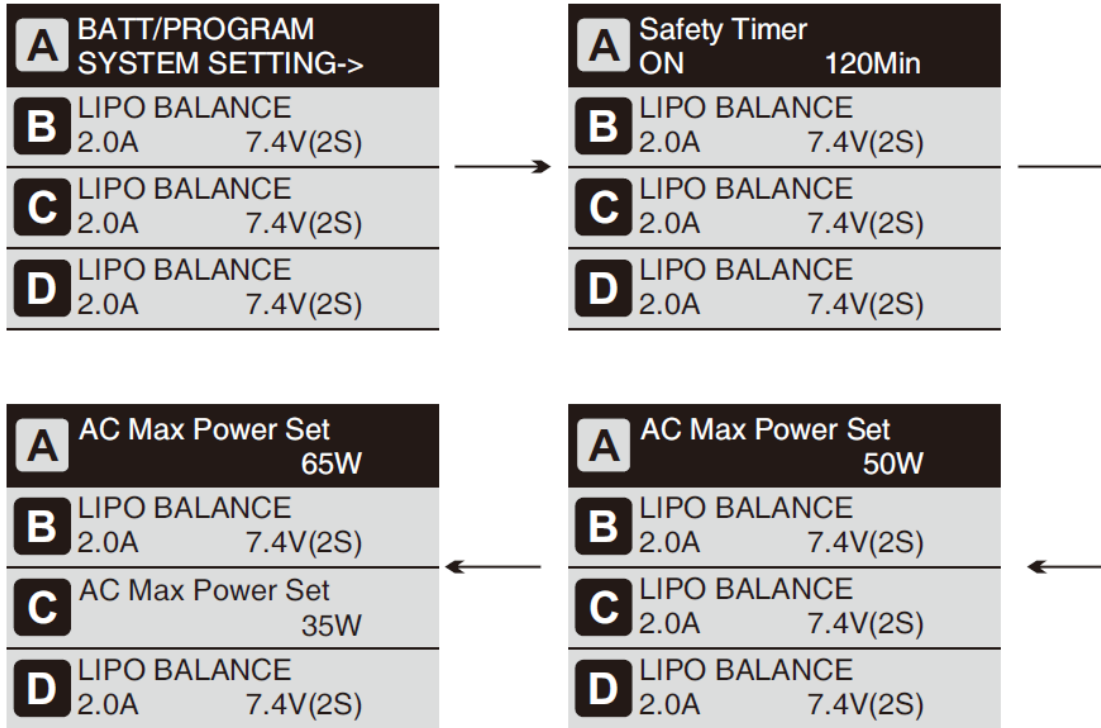 A BATT/PROGRAM
SYSTEM SETTING->
B LIPO BALANCE
2.0A 7.4V(2S)
C LIPO BALANCE
2.0A 7.4V(2S)
D LIPO BALANCE
2.0A 7.4V(2S)
A Safety Timer
ON 120Min
B LIPO BALANCE
2.0A 7.4V(2S)
C LIPO BALANCE
2.0A 7.4V(2S)
D LIPO BALANCE
2.0A 7.4V(2S)
A AC Max Power Set
65W
B LIPO BALANCE
2.0A 7.4V(2S)
C AC Max Power Set
35W
D LIPO BALANCE
2.0A 7.4V(2S)
A AC Max Power Set
50W
B LIPO BALANCE
2.0A 7.4V(2S)
C LIPO BALANCE
2.0A 7.4V(2S)
D LIPO BALANCE
2.0A 7.4V(2S)